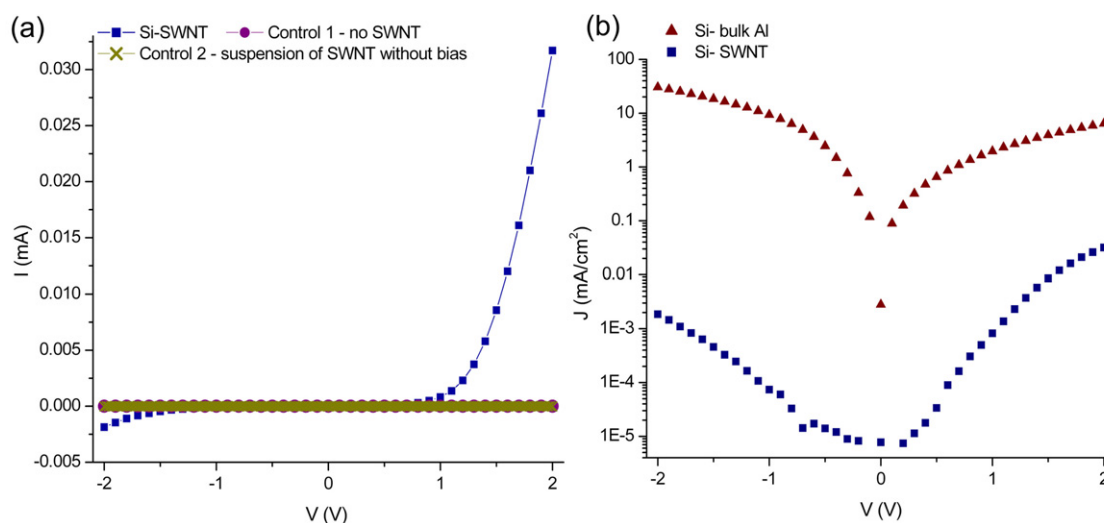 (a)
Si-SWNT
Control 1 - no SWNT
Control 2 - suspension of SWNT without bias
0.030
0.025
0.020
0.015
0.010
0.005
0.000
-0.005
I (mA)
-2
-1
0
1
2
V (V)
(b)
Si- bulk Al
Si- SWNT
100
10
1
0.1
0.01
1E-3
1E-4
1E-5
J (mA/cm²)
-2
-1
0
1
2
V (V)